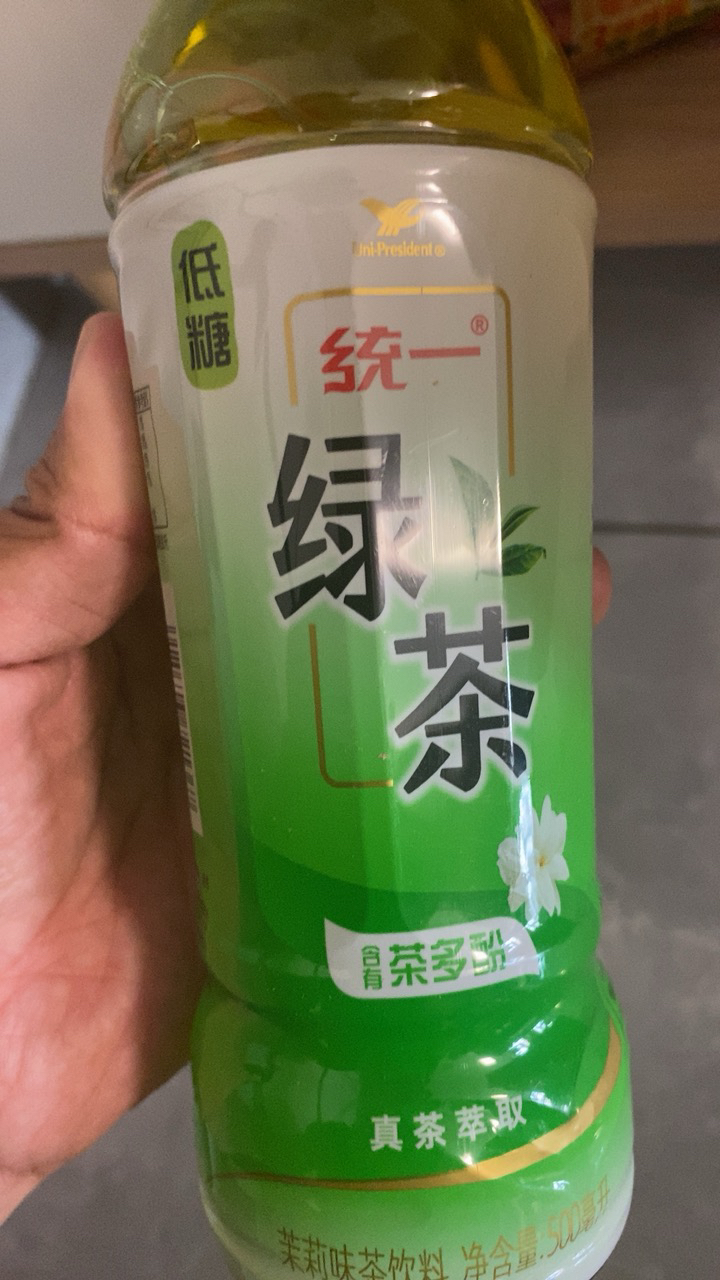 Uni-President®
低糖
统一®
绿茶
含有茶多酚
真茶萃取
茉莉味茶饮料 净含量:500毫升